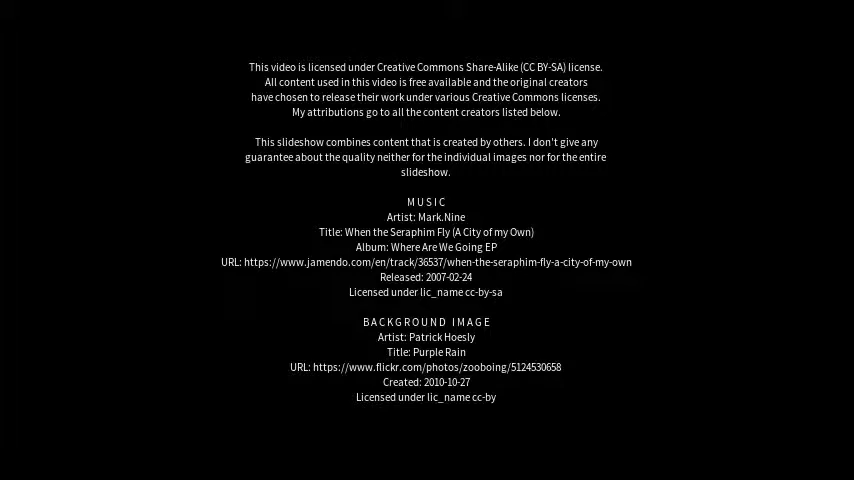 This video is licensed under Creative Commons Share-Alike (CC BY-SA) license.
All content used in this video is free available and the original creators
have chosen to release their work under various Creative Commons licenses.
My attributions go to all the content creators listed below.
This slideshow combines content that is created by others. I don't give any
guarantee about the quality neither for the individual images nor for the entire
slideshow.
MUSIC
Artist: Mark.Nine
Title: When the Seraphim Fly (A City of my Own)
Album: Where Are We Going EP
URL: https://www.jamendo.com/en/track/36537/when-the-seraphim-fly-a-city-of-my-own
Released: 2007-02-24
Licensed under lic_name cc-by-sa
BACKGROUND IMAGE
Artist: Patrick Hoesly
Title: Purple Rain
URL: https://www.flickr.com/photos/zooboing/5124530658
Created: 2010-10-27
Licensed under lic_name cc-by